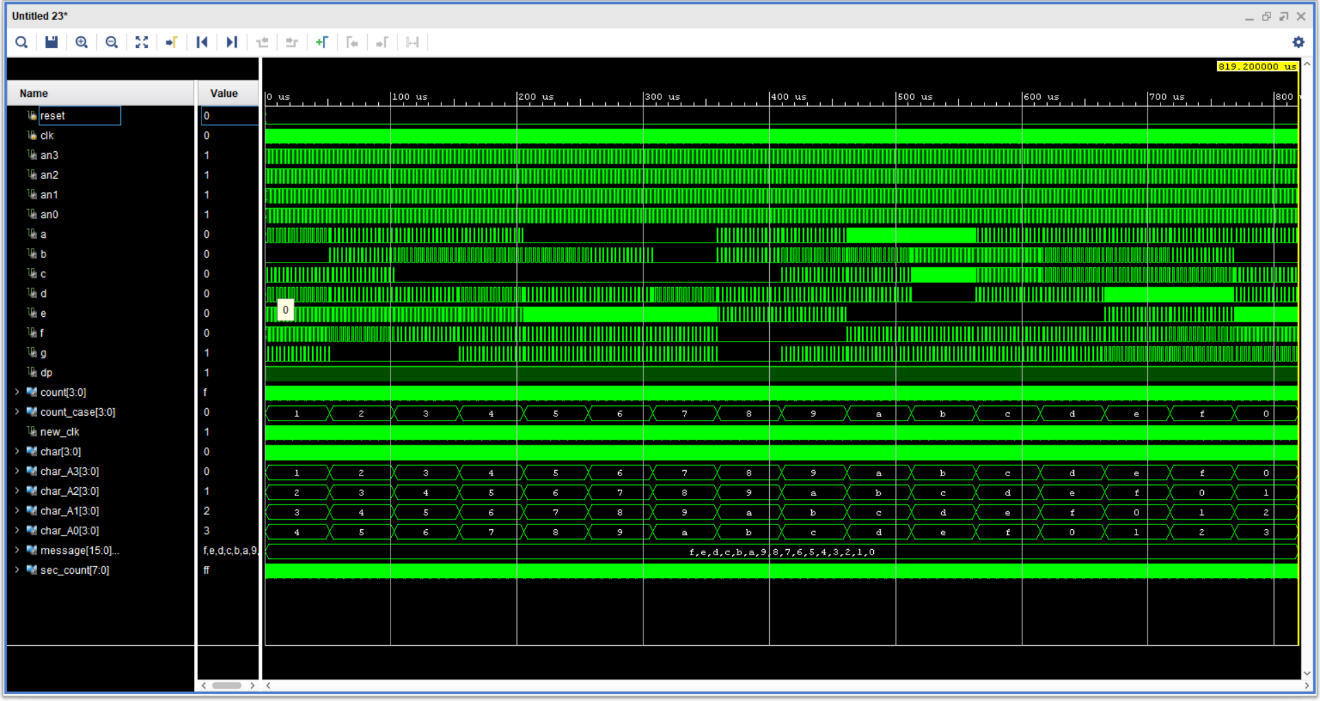 Untitled 23*
819.200000 us
Name Value
0 us 100 us 200 us 300 us 400 us 500 us 600 us 700 us 800
reset 0
clk 0
an3 1
an2 1
an1 1
an0 1
a 0
b 0
c 0
d 0
e 0 0
f 0
g 1
dp 1
count[3:0] f
count_case[3:0] 0 1 2 3 4 5 6 7 8 9 a b c d e f 0
new_clk 1
char[3:0] 0
char_A3[3:0] 0 1 2 3 4 5 6 7 8 9 a b c d e f 0
char_A2[3:0] 1 2 3 4 5 6 7 8 9 a b c d e f 0 1
char_A1[3:0] 2 3 4 5 6 7 8 9 a b c d e f 0 1 2
char_A0[3:0] 3 4 5 6 7 8 9 a b c d e f 0 1 2 3
message[15:0]... f,e,d,c,b,a,9, f,e,d,c,b,a,9,8,7,6,5,4,3,2,1,0
sec_count[7:0] ff